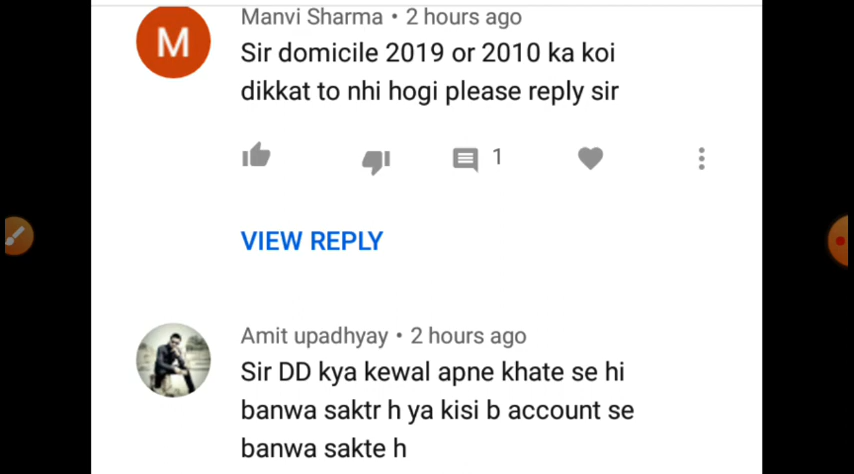 Manvi Sharma • 2 hours ago
M
Sir domicile 2019 or 2010 ka koi
dikkat to nhi hogi please reply sir
1
VIEW REPLY
Amit upadhyay • 2 hours ago
Sir DD kya kewal apne khate se hi
banwa saktr h ya kisi b account se
banwa sakte h